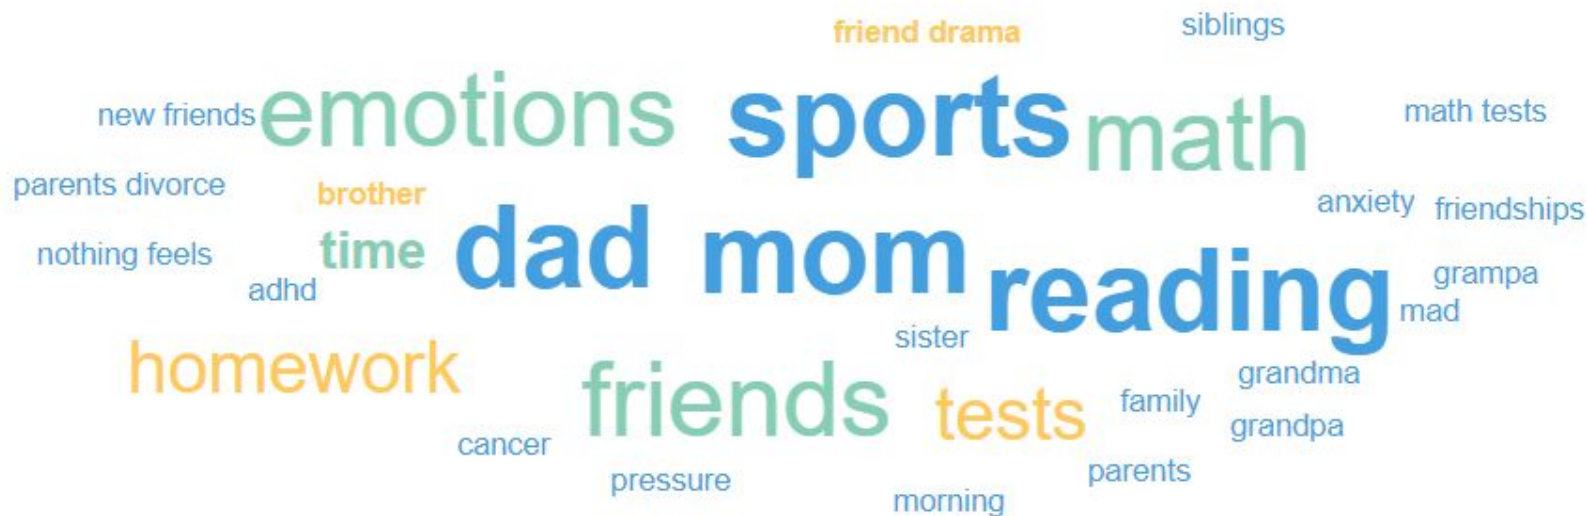 friend drama
siblings
emotions
sports
math
new friends
math tests
parents divorce
brother
anxiety
friendships
nothing feels
time
dad
mom
reading
grampa
adhd
mad
sister
homework
friends
tests
family
grandma
grandpa
cancer
pressure
parents
morning